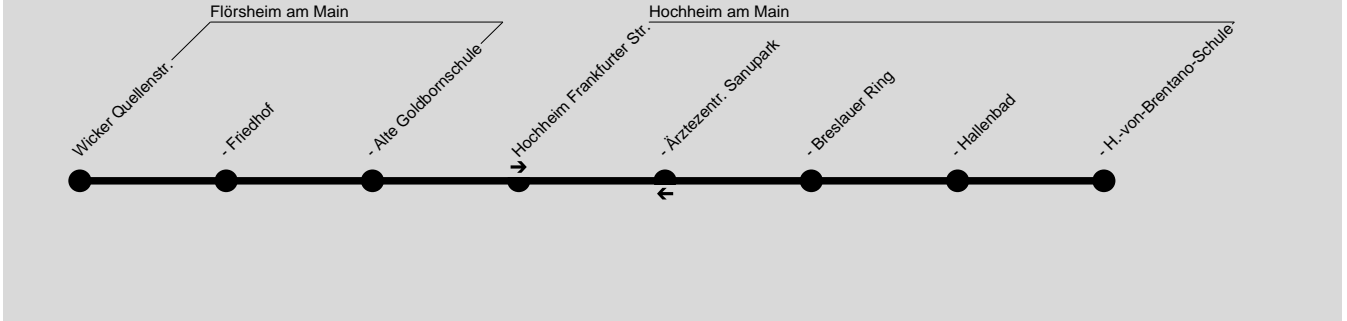 Flörsheim am Main
Hochheim am Main
Wicker Quellenstr.
- Friedhof
- Alte Goldbornschule
Hochheim Frankfurter Str.
- Ärztezentr. Sanupark
- Breslauer Ring
- Hallenbad
- H.-von-Brentano-Schule